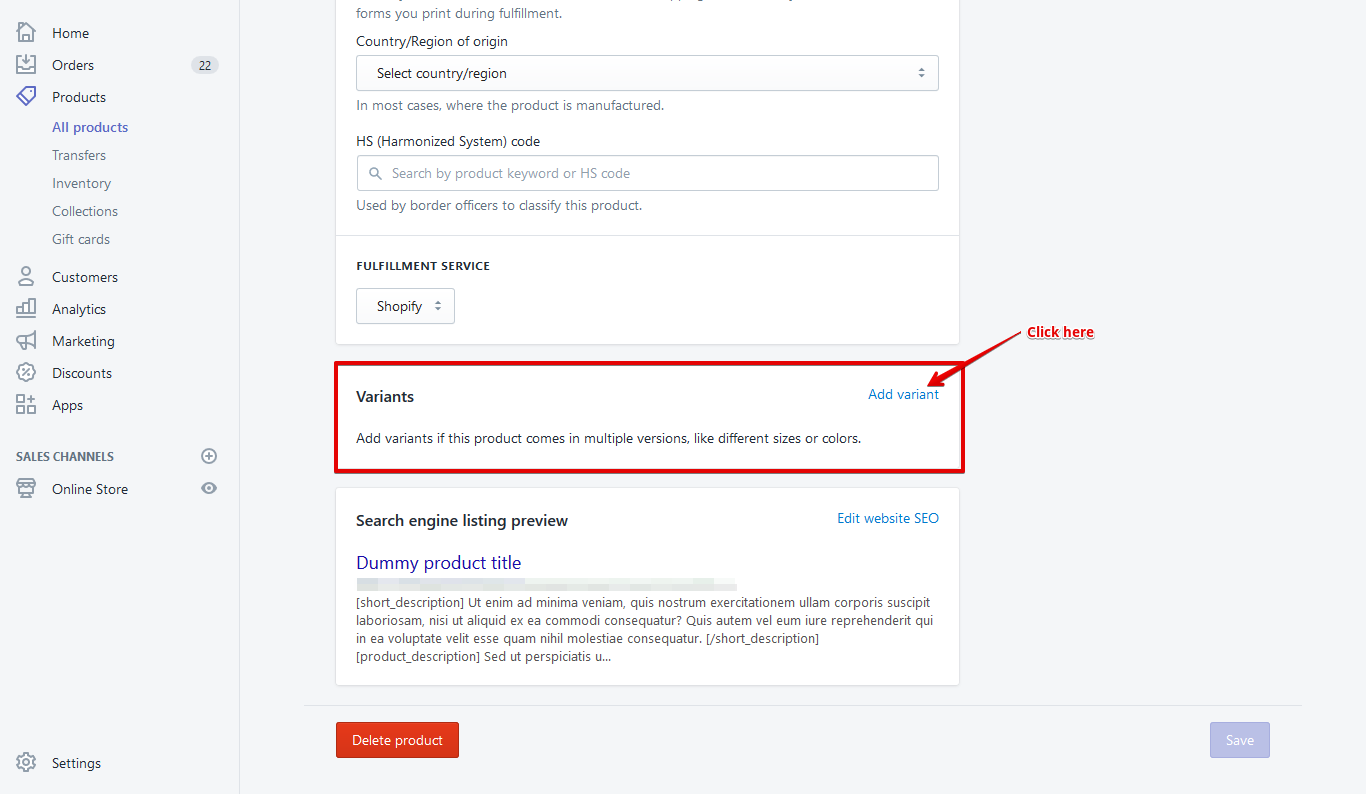 Home
Orders
22
Products
All products
Transfers
Inventory
Collections
Gift cards
Customers
Analytics
Marketing
Discounts
Apps
SALES CHANNELS
Online Store
Settings
forms you print during fulfillment.
Country/Region of origin
Select country/region
In most cases, where the product is manufactured.
HS (Harmonized System) code
Search by product keyword or HS code
Used by border officers to classify this product.
FULFILLMENT SERVICE
Shopify
Click here
Variants
Add variant
Add variants if this product comes in multiple versions, like different sizes or colors.
Search engine listing preview
Edit website SEO
Dummy product title
[short_description] Ut enim ad minima veniam, quis nostrum exercitationem ullam corporis suscipit
laboriosam, nisi ut aliquid ex ea commodi consequatur? Quis autem vel eum iure reprehenderit qui
in ea voluptate velit esse quam nihil molestiae consequatur. [/short_description]
[product_description] Sed ut perspiciatis u...
Delete product
Save